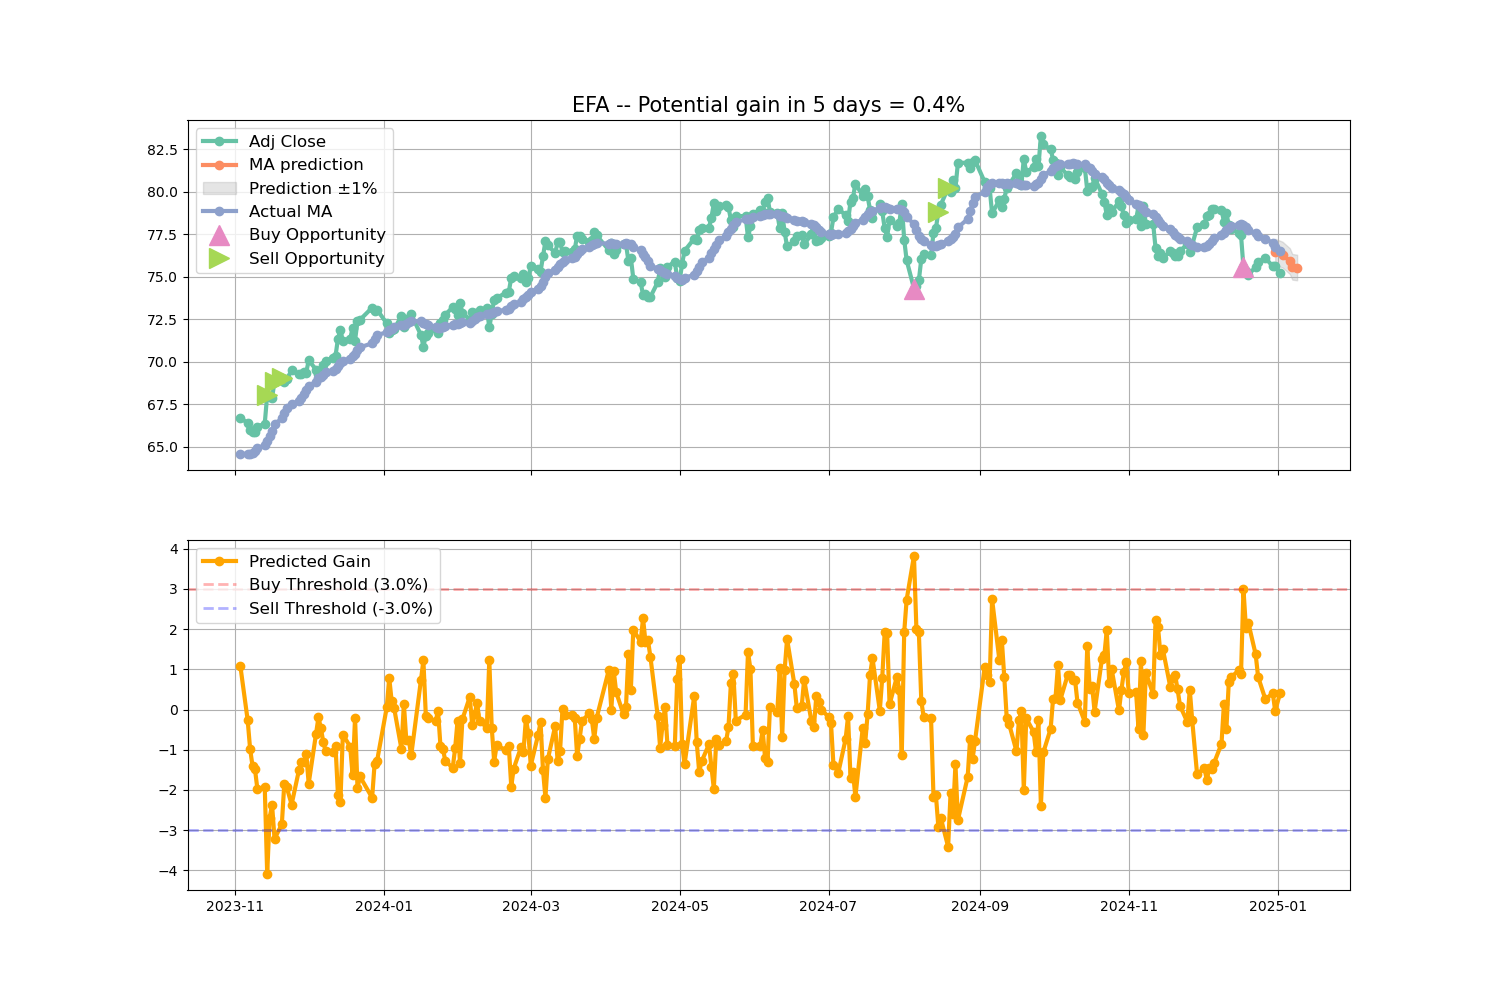 EFA -- Potential gain in 5 days = 0.4%
82.5
80.0
77.5
75.0
72.5
70.0
67.5
65.0
Adj Close
MA prediction
Prediction ±1%
Actual MA
Buy Opportunity
Sell Opportunity
4
3
2
1
0
−1
−2
−3
−4
Predicted Gain
Buy Threshold (3.0%)
Sell Threshold (-3.0%)
2023-11 2024-01 2024-03 2024-05 2024-07 2024-09 2024-11 2025-01